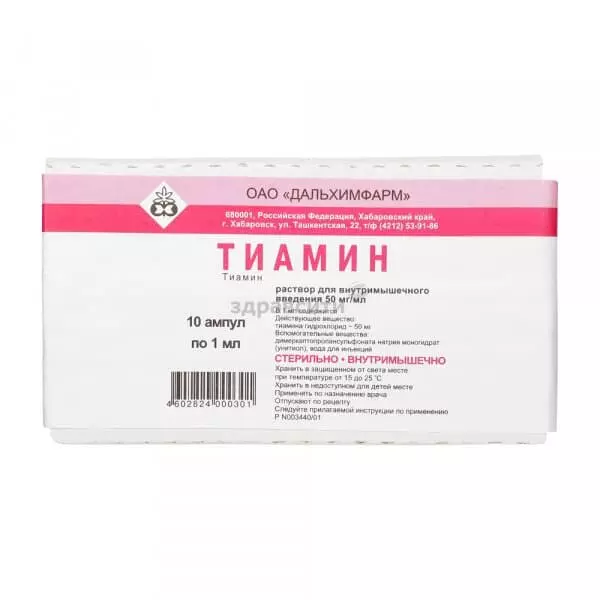 ОАО «ДАЛЬХИМФАРМ»
680001, Российская Федерация, Хабаровский край,
г. Хабаровск, ул. Ташкентская, 22, т/ф (4212) 53-91-86
ТИАМИН
Тиамин
раствор для внутримышечного
введения 50 мг/мл
здравсити
В 1 мл содержится
Действующее вещество:
тиамина гидрохлорид – 50 мг
Вспомогательные вещества:
димеркаптопропансульфоната натрия моногидрат
(унитиол), вода для инъекций
10 ампул
по 1 мл
СТЕРИЛЬНО • ВНУТРИМЫШЕЧНО
Хранить в защищенном от света месте
при температуре от 15 до 25 °С
Хранить в недоступном для детей месте
Применять по назначению врача
Отпускают по рецепту
Следуйте прилагаемой инструкции по применению
Р N003440/01
4602824000301